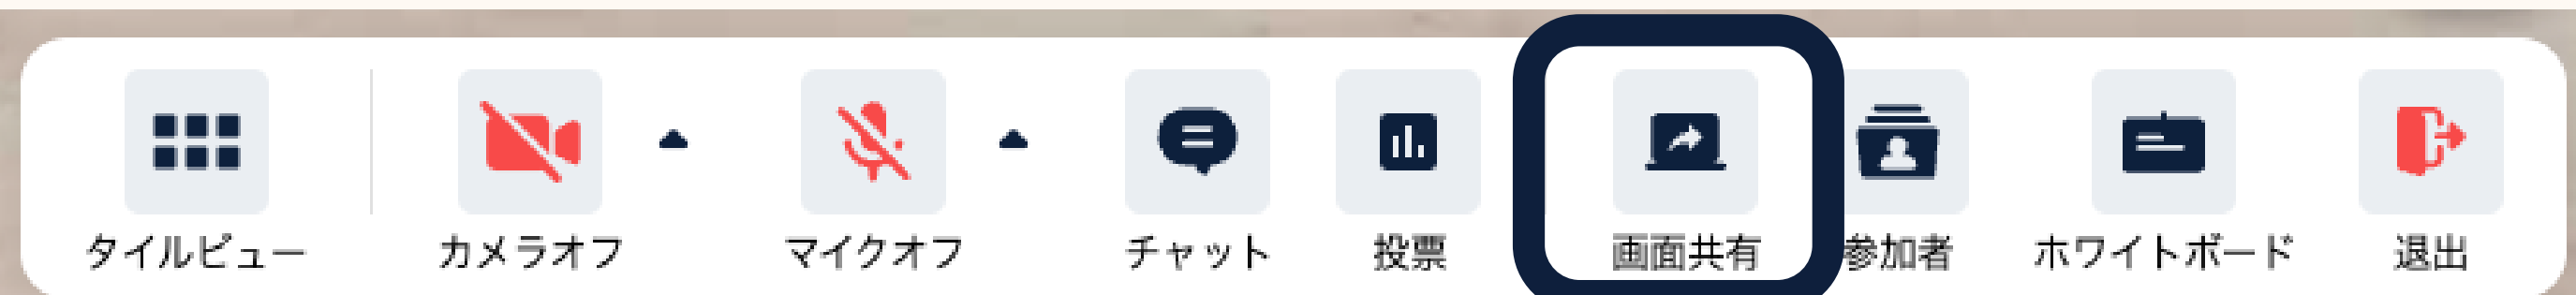 タイルビュー
カメラオフ
マイクオフ
チャット
投票
画面共有
参加者
ホワイトボード
退出